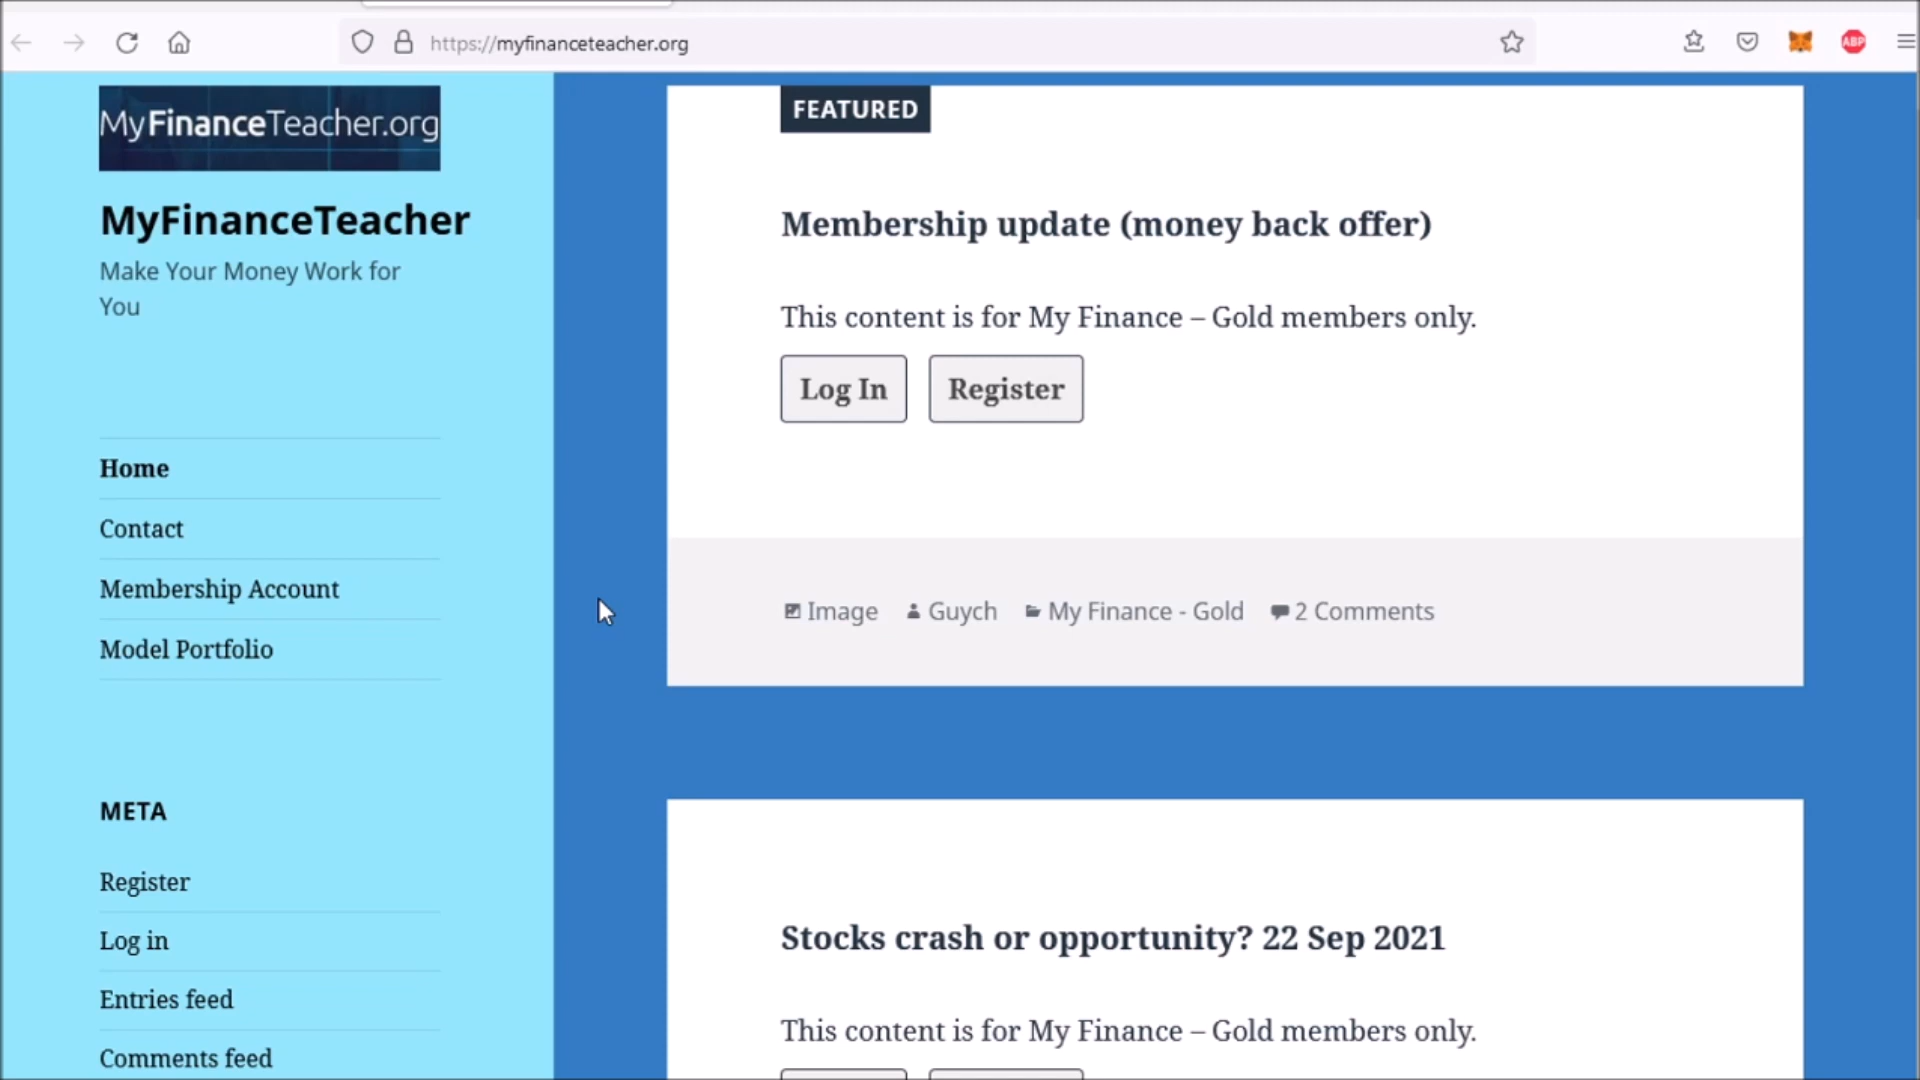 https://myfinanceteacher.org
ABP
MyFinanceTeacher.org
MyFinanceTeacher
Make Your Money Work for
You
Home
Contact
Membership Account
Model Portfolio
META
Register
Log in
Entries feed
Comments feed
FEATURED
Membership update (money back offer)
This content is for My Finance – Gold members only.
Log In Register
Image Guych My Finance - Gold 2 Comments
Stocks crash or opportunity? 22 Sep 2021
This content is for My Finance – Gold members only.